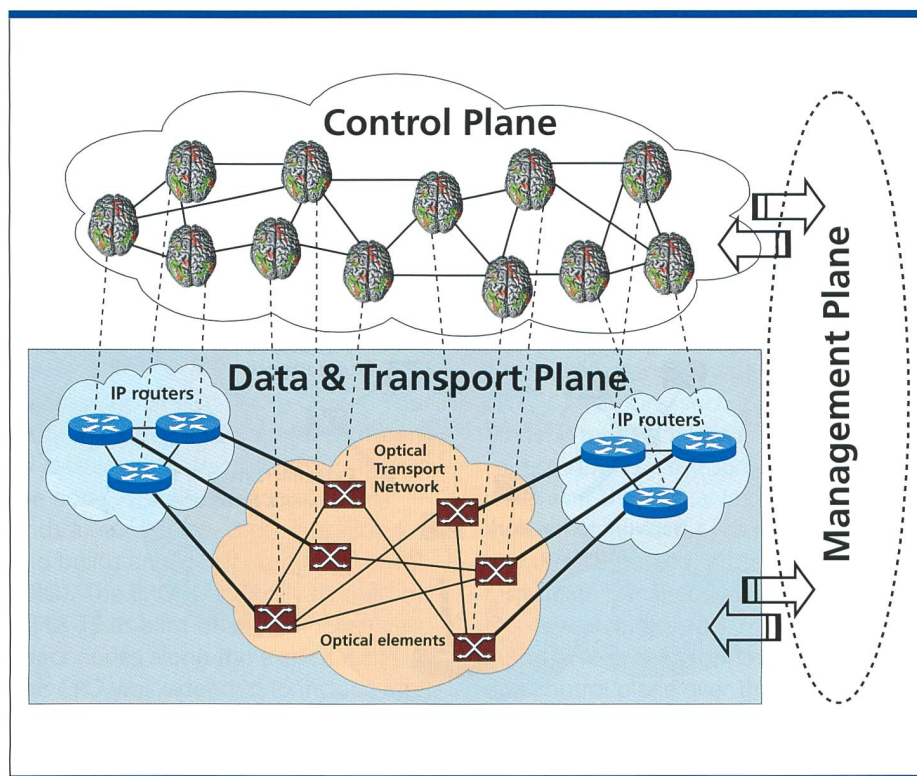 Control Plane
Data & Transport Plane
IP routers
IP routers
Optical
Transport
Network
Optical elements
Management Plane